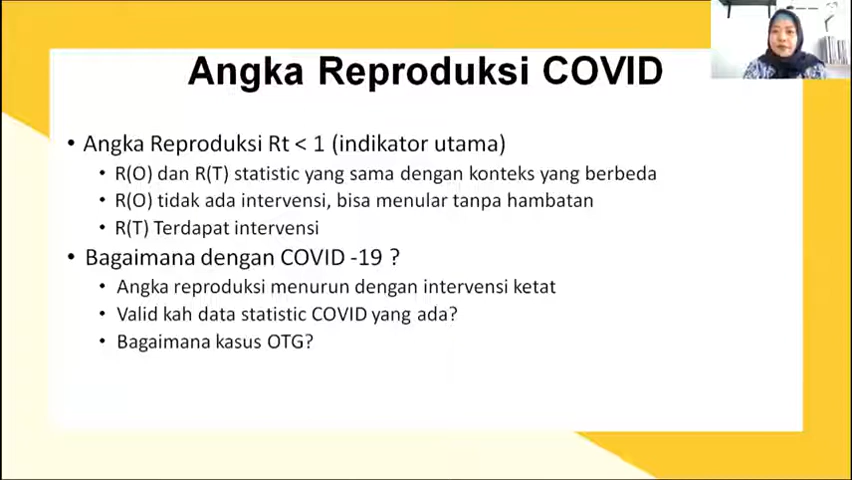 Angka Reproduksi COVID
• Angka Reproduksi Rt < 1 (indikator utama)
• R(O) dan R(T) statistic yang sama dengan konteks yang berbeda
• R(O) tidak ada intervensi, bisa menular tanpa hambatan
• R(T) Terdapat intervensi
• Bagaimana dengan COVID -19 ?
• Angka reproduksi menurun dengan intervensi ketat
• Valid kah data statistic COVID yang ada?
• Bagaimana kasus OTG?